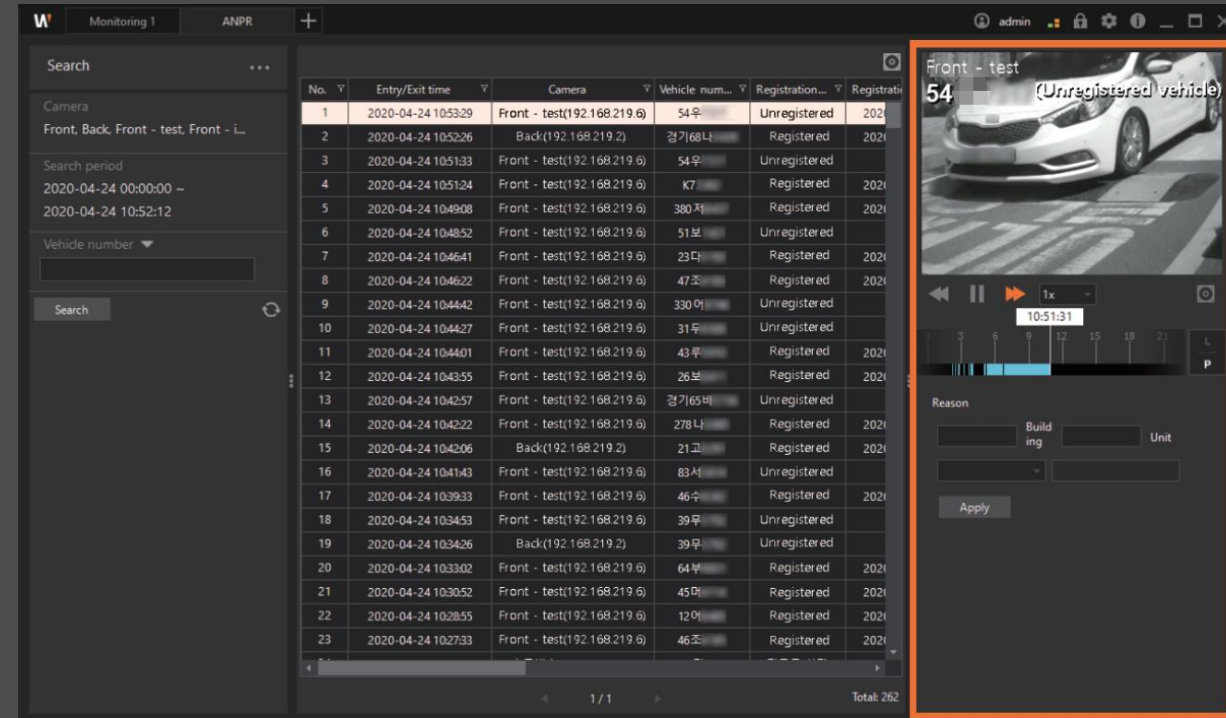 Monitoring 1
ANPR
admin
Search
Camera
Front, Back, Front - test, Front - i...
Search period
2020-04-24 00:00:00 ~
2020-04-24 10:52:12
Vehicle number
Search
No. Entry/Exit time Camera Vehicle num... Registration... Registrati
1 2020-04-24 10:53:29 Front - test(192.168.219.6) 54우 Unregistered 202
2 2020-04-24 10:52:26 Back(192.168.219.2) 경기68나 Registered 202
3 2020-04-24 10:51:33 Front - test(192.168.219.6) 54우 Unregistered
4 2020-04-24 10:51:24 Front - test(192.168.219.6) K7 Registered 202
5 2020-04-24 10:49:08 Front - test(192.168.219.6) 380저 Registered 202
6 2020-04-24 10:48:52 Front - test(192.168.219.6) 51보 Unregistered
7 2020-04-24 10:46:41 Front - test(192.168.219.6) 23다 Registered 202
8 2020-04-24 10:46:22 Front - test(192.168.219.6) 47조 Registered 202
9 2020-04-24 10:44:42 Front - test(192.168.219.6) 330어 Unregistered
10 2020-04-24 10:44:27 Front - test(192.168.219.6) 31두 Unregistered
11 2020-04-24 10:44:01 Front - test(192.168.219.6) 43루 Registered 202
12 2020-04-24 10:43:55 Front - test(192.168.219.6) 26보 Registered 202
13 2020-04-24 10:42:57 Front - test(192.168.219.6) 경기65바 Unregistered
14 2020-04-24 10:42:22 Front - test(192.168.219.6) 278나 Registered 202
15 2020-04-24 10:42:06 Back(192.168.219.2) 21고 Registered 202
16 2020-04-24 10:41:43 Front - test(192.168.219.6) 83서 Unregistered
17 2020-04-24 10:39:33 Front - test(192.168.219.6) 46수 Registered 202
18 2020-04-24 10:34:53 Front - test(192.168.219.6) 39무 Unregistered
19 2020-04-24 10:34:26 Back(192.168.219.2) 39무 Unregistered
20 2020-04-24 10:33:02 Front - test(192.168.219.6) 64부 Registered 202
21 2020-04-24 10:30:52 Front - test(192.168.219.6) 45머 Registered 202
22 2020-04-24 10:28:55 Front - test(192.168.219.6) 12어 Registered 202
23 2020-04-24 10:27:33 Front - test(192.168.219.6) 46조 Registered 202
1 / 1
Total: 262
Front - test
54 (Unregistered vehicle)
1x
10:51:31
3 6 9 12 15 18 21
L
P
Reason
Build
ing
Unit
Apply